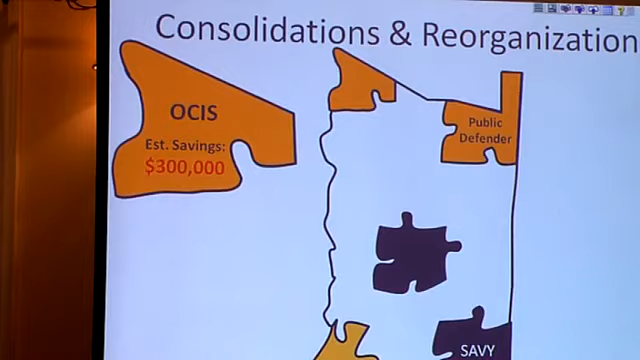 Consolidations & Reorganization
OCIS
Est. Savings:
$300,000
Public
Defender
SAVY